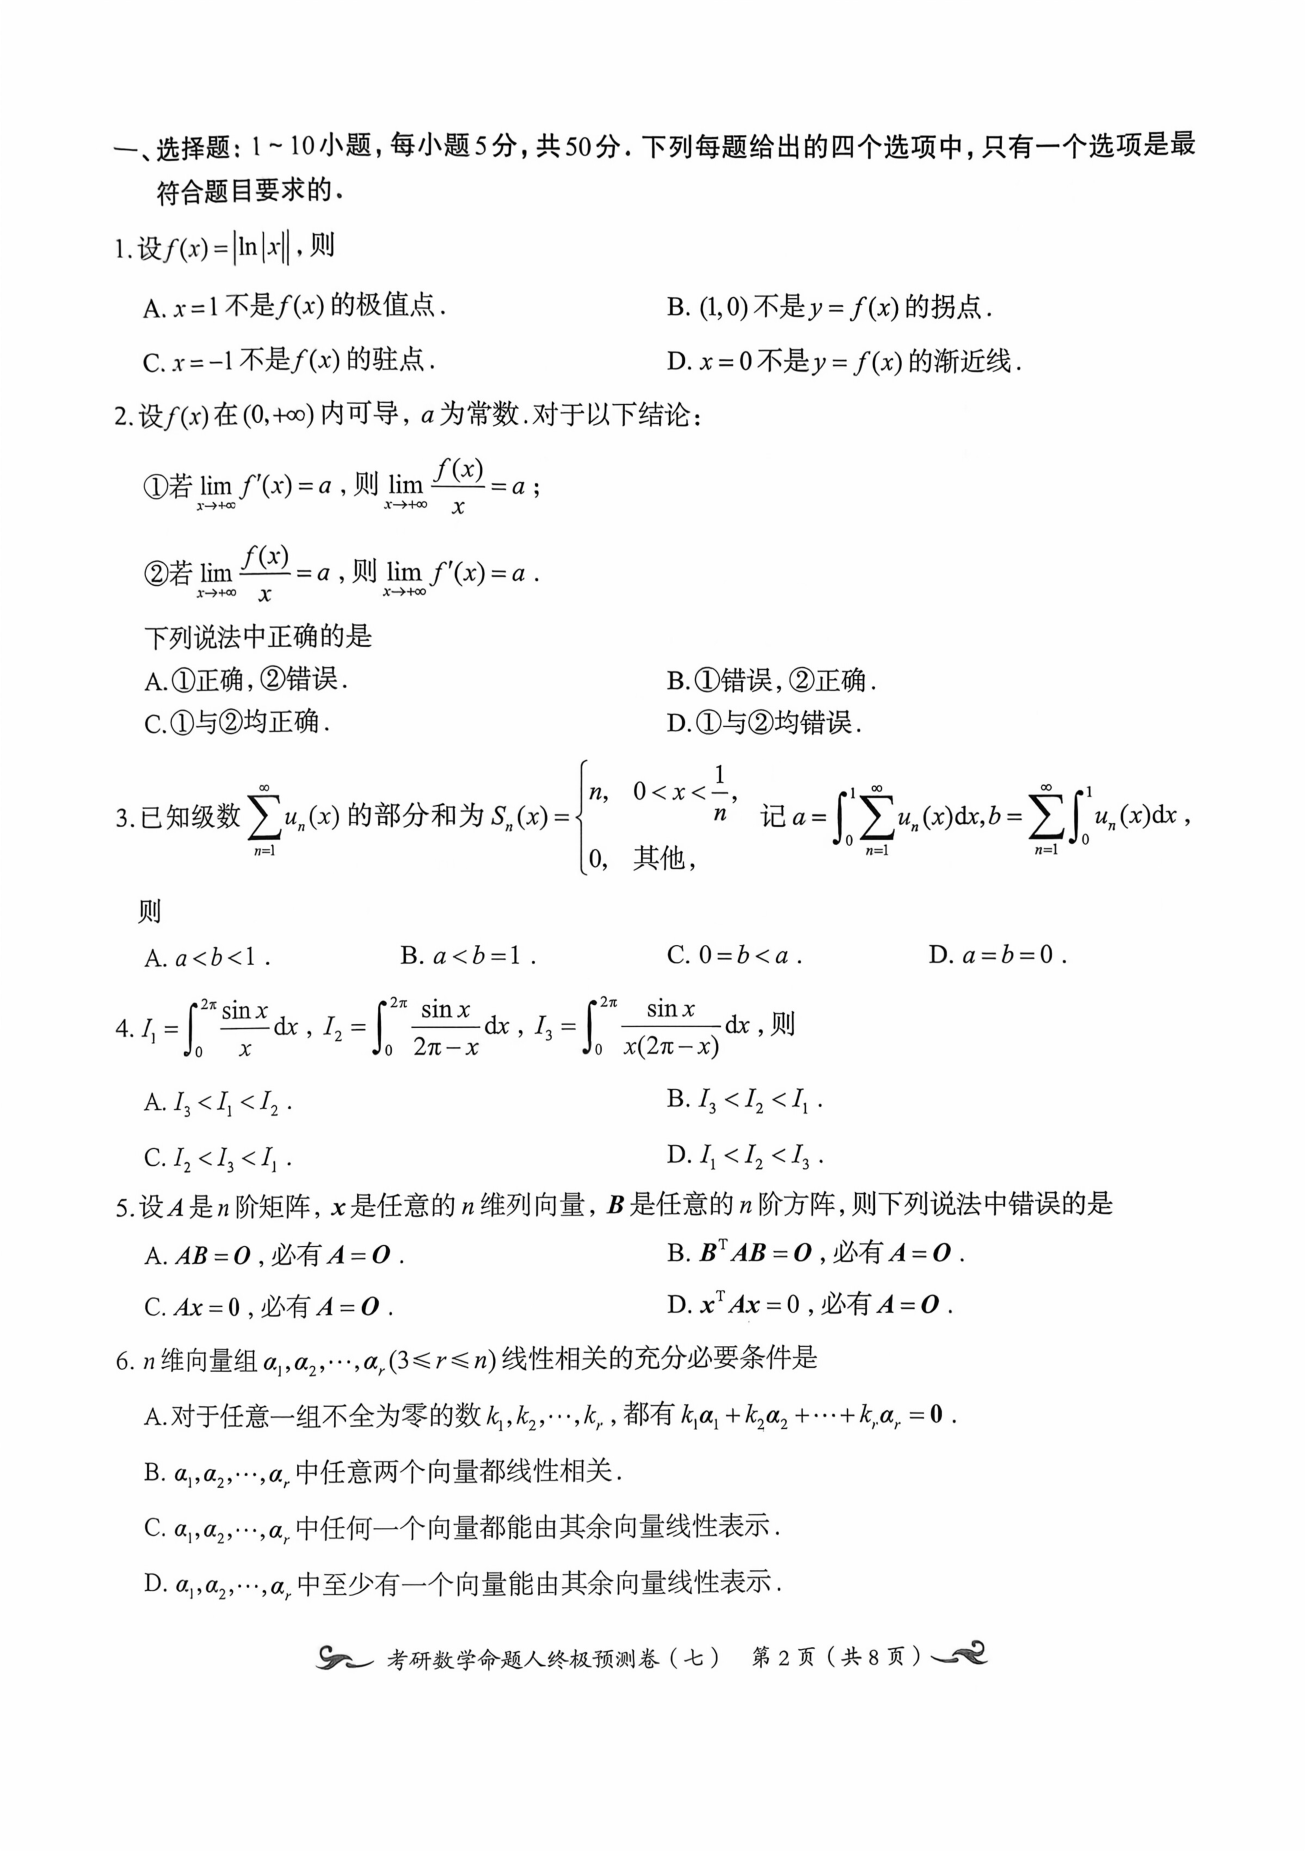 一、选择题：1～10小题，每小题5分，共50分．下列每题给出的四个选项中，只有一个选项是最
符合题目要求的．
1.设f(x)=|ln|x||，则
A. x=1不是f(x)的极值点．
B. (1,0)不是y=f(x)的拐点．
C. x=-1不是f(x)的驻点．
D. x=0不是y=f(x)的渐近线．
2.设f(x)在(0,+∞)内可导，a为常数.对于以下结论：
①若 lim_{x→+∞} f'(x)=a，则 lim_{x→+∞} f(x)/x=a；
②若 lim_{x→+∞} f(x)/x=a，则 lim_{x→+∞} f'(x)=a．
下列说法中正确的是
A.①正确，②错误．
B.①错误，②正确．
C.①与②均正确．
D.①与②均错误．
3.已知级数 ∑_{n=1}^{∞} u_n(x) 的部分和为 S_n(x)={n, 0<x<1/n, 0, 其他, 记 a=∫_0^1 ∑_{n=1}^{∞} u_n(x)dx, b=∑_{n=1}^{∞} ∫_0^1 u_n(x)dx，
则
A. a<b<1．
B. a<b=1．
C. 0=b<a．
D. a=b=0．
4. I_1=∫_0^{2π} sin x/x dx，I_2=∫_0^{2π} sin x/(2π-x) dx，I_3=∫_0^{2π} sin x/(x(2π-x)) dx，则
A. I_3<I_1<I_2．
B. I_3<I_2<I_1．
C. I_2<I_3<I_1．
D. I_1<I_2<I_3．
5.设A是n阶矩阵，x是任意的n维列向量，B是任意的n阶方阵，则下列说法中错误的是
A. AB=O，必有A=O．
B. B^T AB=O，必有A=O．
C. Ax=0，必有A=O．
D. x^T Ax=0，必有A=O．
6. n维向量组α_1,α_2,⋯,α_r(3≤r≤n)线性相关的充分必要条件是
A.对于任意一组不全为零的数k_1,k_2,⋯,k_r，都有k_1α_1+k_2α_2+⋯+k_rα_r=0．
B. α_1,α_2,⋯,α_r中任意两个向量都线性相关．
C. α_1,α_2,⋯,α_r中任何一个向量都能由其余向量线性表示．
D. α_1,α_2,⋯,α_r中至少有一个向量能由其余向量线性表示．
考研数学命题人终极预测卷（七） 第2页（共8页）